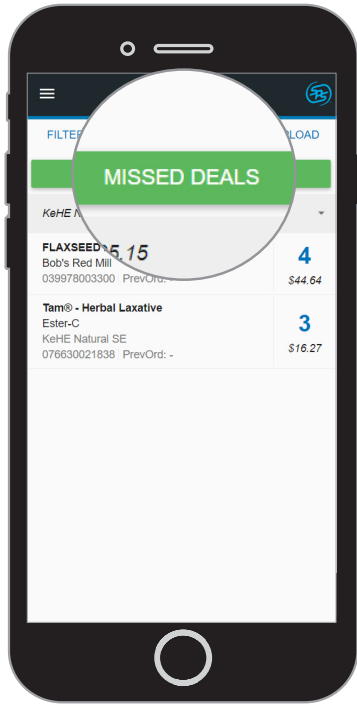 FILTE
LOAD
MISSED DEALS
KeHE N
5.15
FLAXSEED
Bob's Red Mill
039978003300 PrevOrd: -
4
$44.64
Tam® - Herbal Laxative
Ester-C
KeHE Natural SE
076630021838 PrevOrd: -
3
$16.27